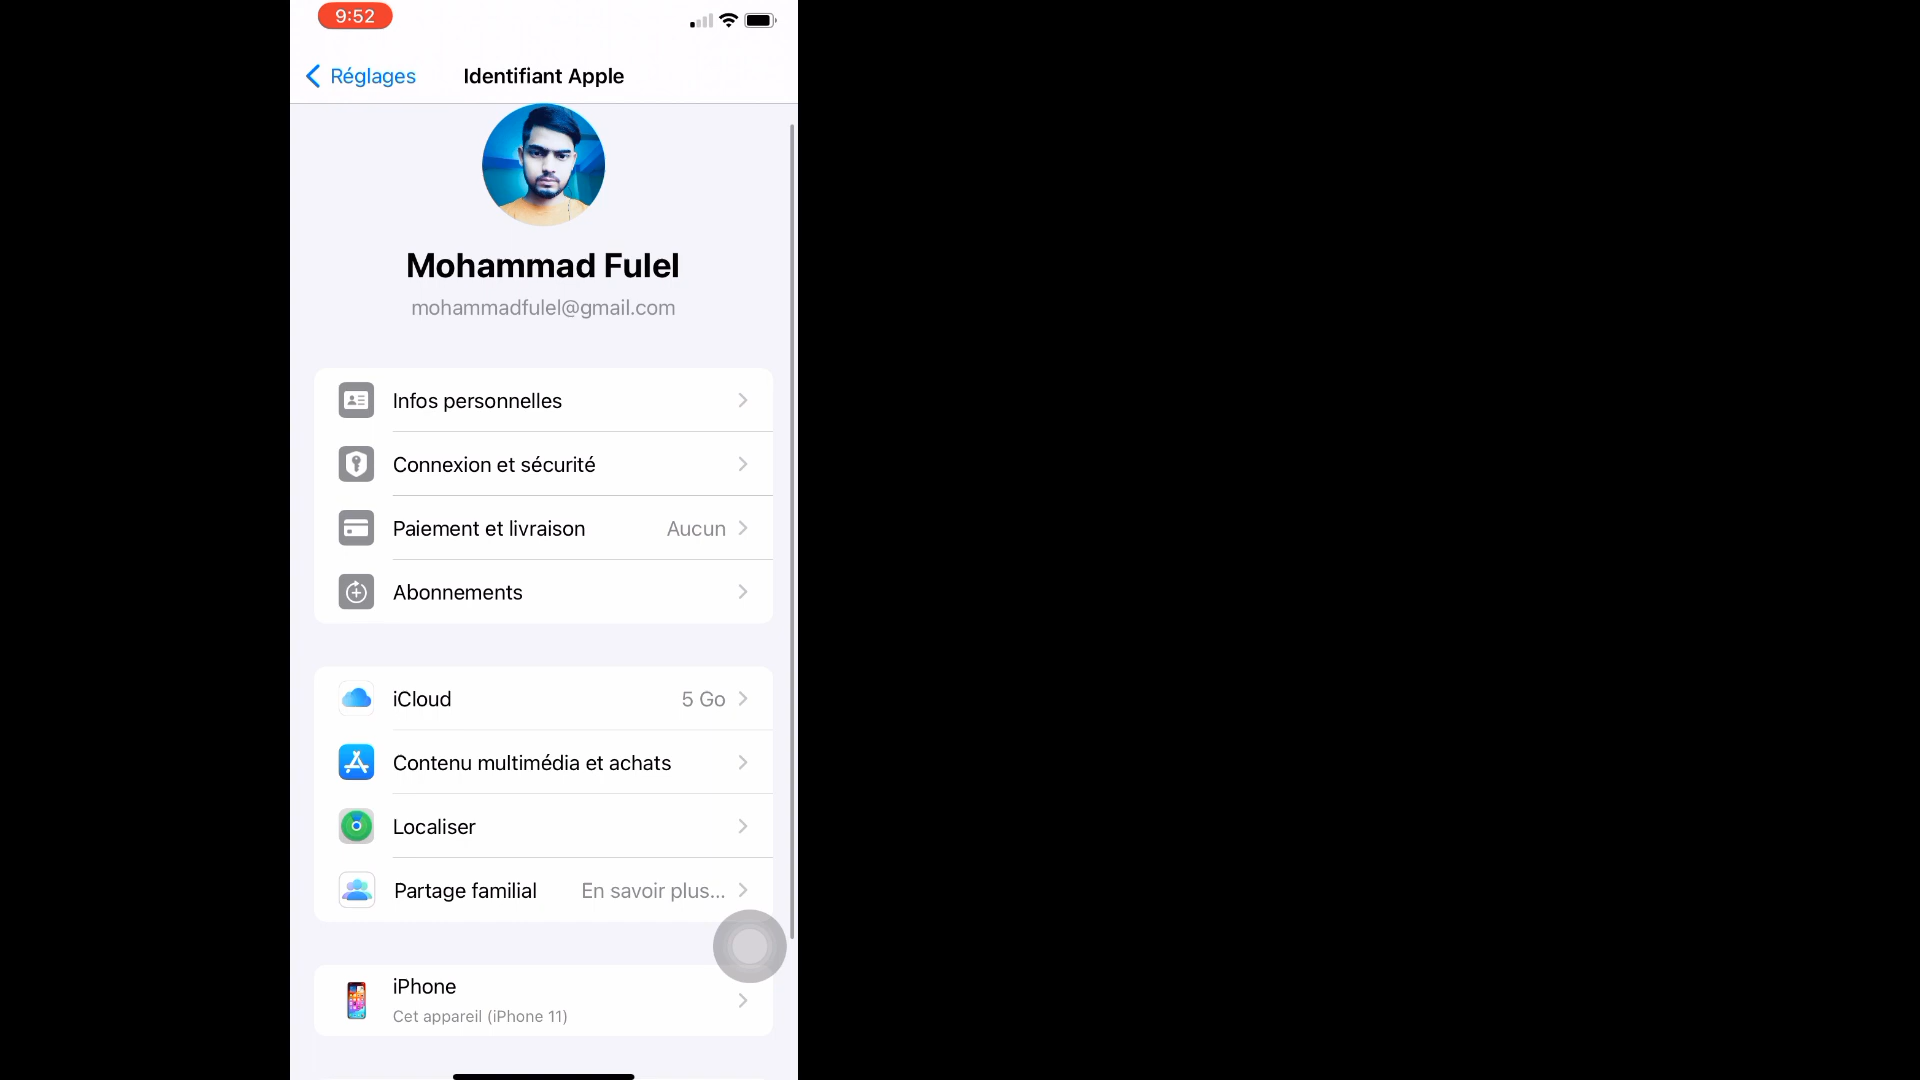 9:52
Réglages
Identifiant Apple
Mohammad Fulel
mohammadfulel@gmail.com
Infos personnelles
Connexion et sécurité
Paiement et livraison Aucun
Abonnements
iCloud 5 Go
Contenu multimédia et achats
Localiser
Partage familial En savoir plus...
iPhone
Cet appareil (iPhone 11)